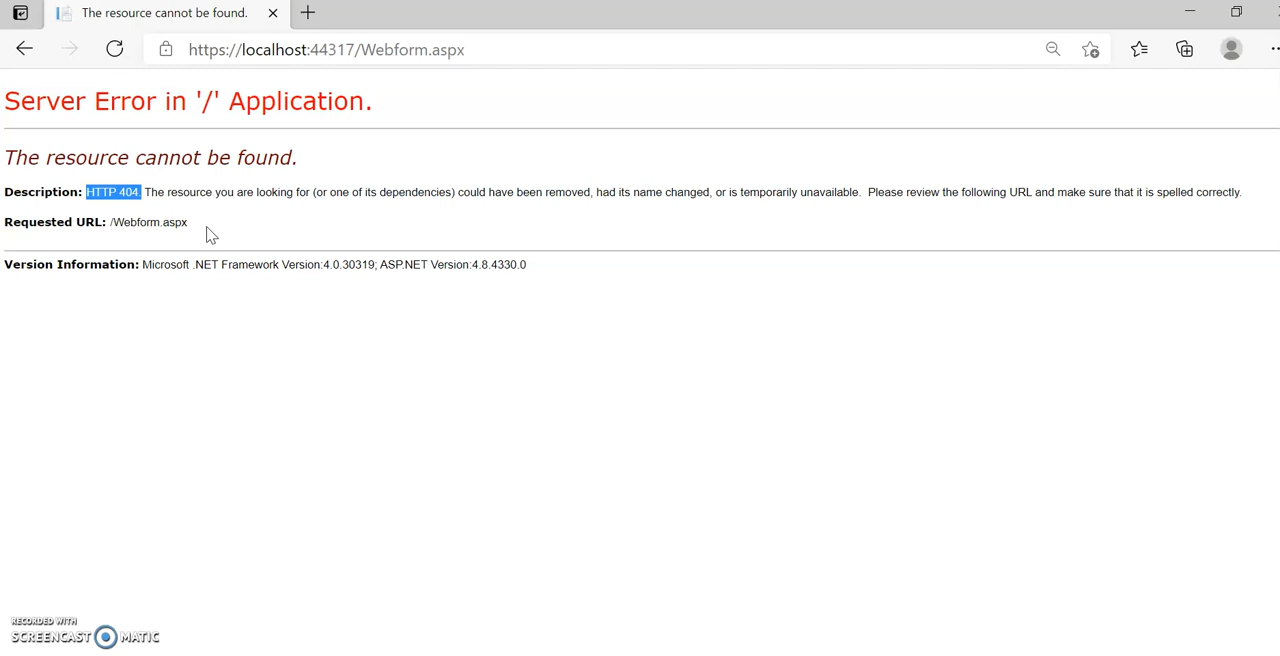 The resource cannot be found.
https://localhost:44317/Webform.aspx
Server Error in '/' Application.
The resource cannot be found.
Description: HTTP 404. The resource you are looking for (or one of its dependencies) could have been removed, had its name changed, or is temporarily unavailable.  Please review the following URL and make sure that it is spelled correctly.
Requested URL: /Webform.aspx
Version Information: Microsoft .NET Framework Version:4.0.30319; ASP.NET Version:4.8.4330.0
RECORDED WITH
SCREENCAST MATIC